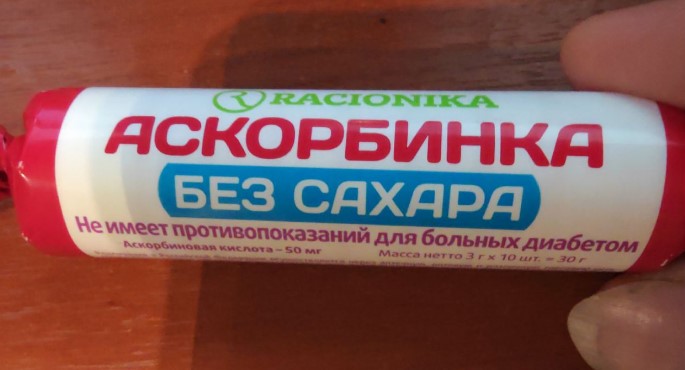 RACIONIKA
АСКОРБИНКА
БЕЗ САХАРА
Не имеет противопоказаний для больных диабетом
Аскорбиновая кислота – 50 мг Масса нетто 3 г х 10 шт. = 30 г